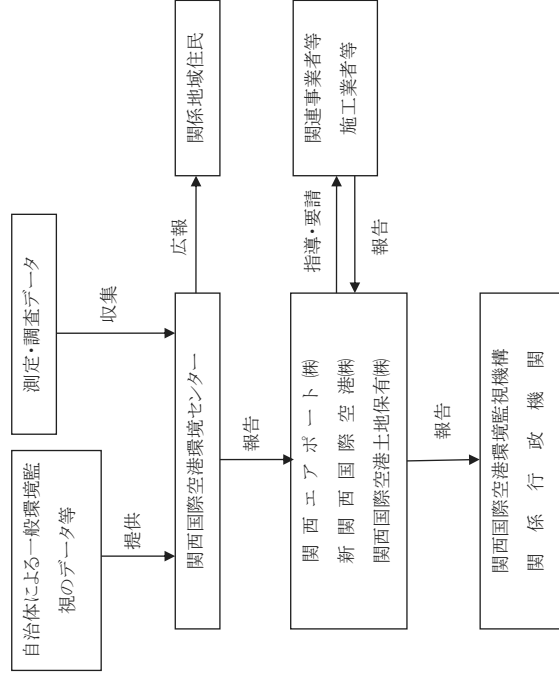 自治体による一般環境監
視のデータ等
測定・調査データ
提供
収集
関西国際空港環境センター
広報
関係地域住民
報告
関西エアポート㈱
新関西国際空港㈱
関西国際空港土地保有㈱
指導・要請
報告
関連事業者等
施工業者等
報告
関西国際空港環境監視機構
関係行政機関